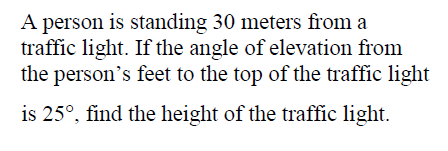 A person is standing 30 meters from a
traffic light. If the angle of elevation from
the person’s feet to the top of the traffic light
is 25°, find the height of the traffic light.